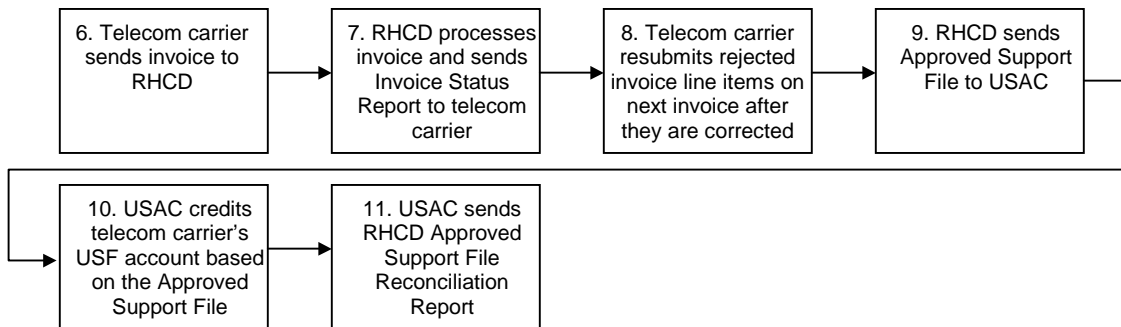 6. Telecom carrier
sends invoice to
RHCD
7. RHCD processes
invoice and sends
Invoice Status
Report to telecom
carrier
8. Telecom carrier
resubmits rejected
invoice line items on
next invoice after
they are corrected
9. RHCD sends
Approved Support
File to USAC
10. USAC credits
telecom carrier's
USF account based
on the Approved
Support File
11. USAC sends
RHCD Approved
Support File
Reconciliation
Report